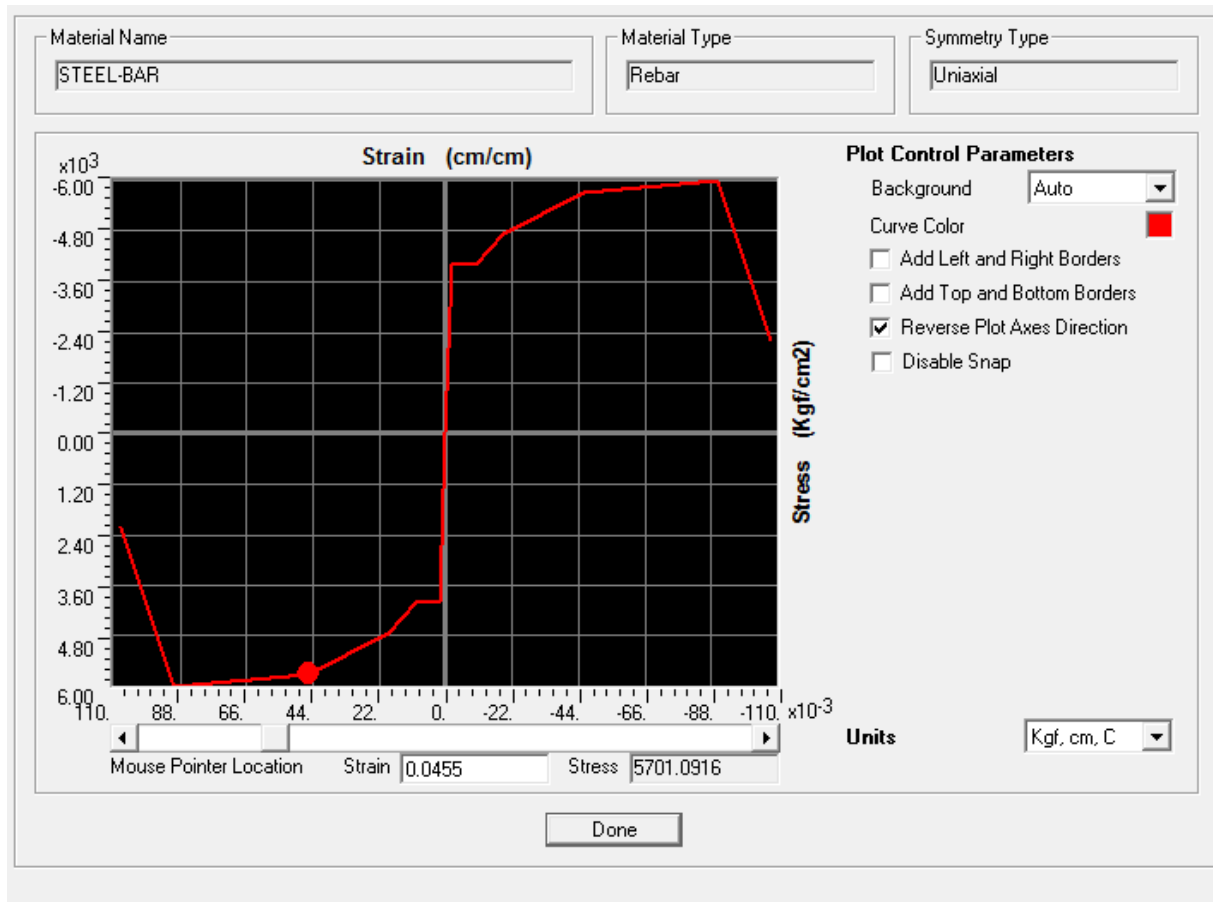 Material Name
STEEL-BAR
Material Type
Rebar
Symmetry Type
Uniaxial
Strain (cm/cm)
x103
-6.00
-4.80
-3.60
-2.40
-1.20
0.00
1.20
2.40
3.60
4.80
6.00
110. 88. 66. 44. 22. 0. -22. -44. -66. -88. -110. x10-3
Stress (Kgf/cm2)
Mouse Pointer Location Strain 0.0455 Stress 5701.0916
Plot Control Parameters
Background Auto
Curve Color
Add Left and Right Borders
Add Top and Bottom Borders
Reverse Plot Axes Direction
Disable Snap
Units Kgf, cm, C
Done